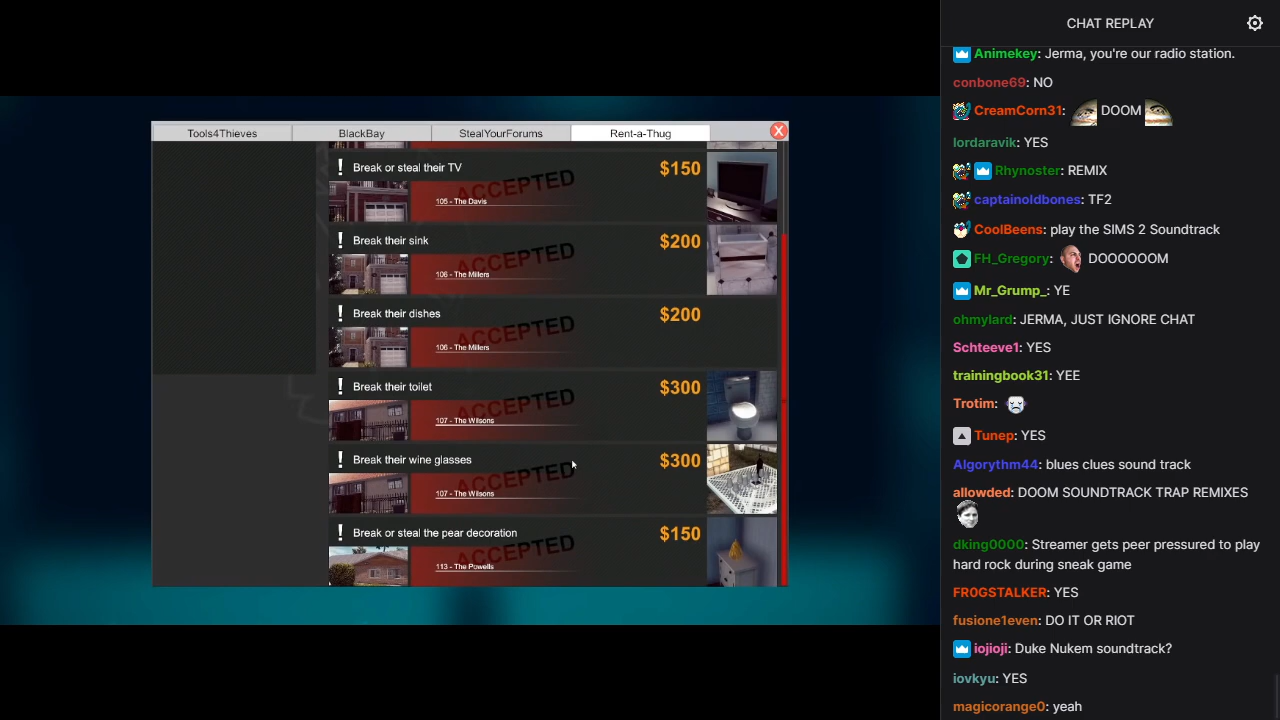 Tools4Thieves
BlackBay
StealYourForums
Rent-a-Thug
X
! Break or steal their TV
$150
ACCEPTED
105 - The Davis
! Break their sink
$200
ACCEPTED
106 - The Millers
! Break their dishes
$200
ACCEPTED
106 - The Millers
! Break their toilet
$300
ACCEPTED
107 - The Wilsons
! Break their wine glasses
$300
ACCEPTED
107 - The Wilsons
! Break or steal the pear decoration
$150
ACCEPTED
113 - The Powells
CHAT REPLAY
Animekey: Jerma, you're our radio station.
conbone69: NO
CreamCorn31: DOOM
lordaravik: YES
Rhynoster: REMIX
captainoldbones: TF2
CoolBeens: play the SIMS 2 Soundtrack
FH_Gregory: DOOOOOOM
Mr_Grump_: YE
ohmylard: JERMA, JUST IGNORE CHAT
Schteeve1: YES
trainingbook31: YEE
Trotim:
Tunep: YES
Algorythm44: blues clues sound track
allowded: DOOM SOUNDTRACK TRAP REMIXES
dking0000: Streamer gets peer pressured to play
hard rock during sneak game
FR0GSTALKER: YES
fusione1even: DO IT OR RIOT
iojioji: Duke Nukem soundtrack?
iovkyu: YES
magicorange0: yeah